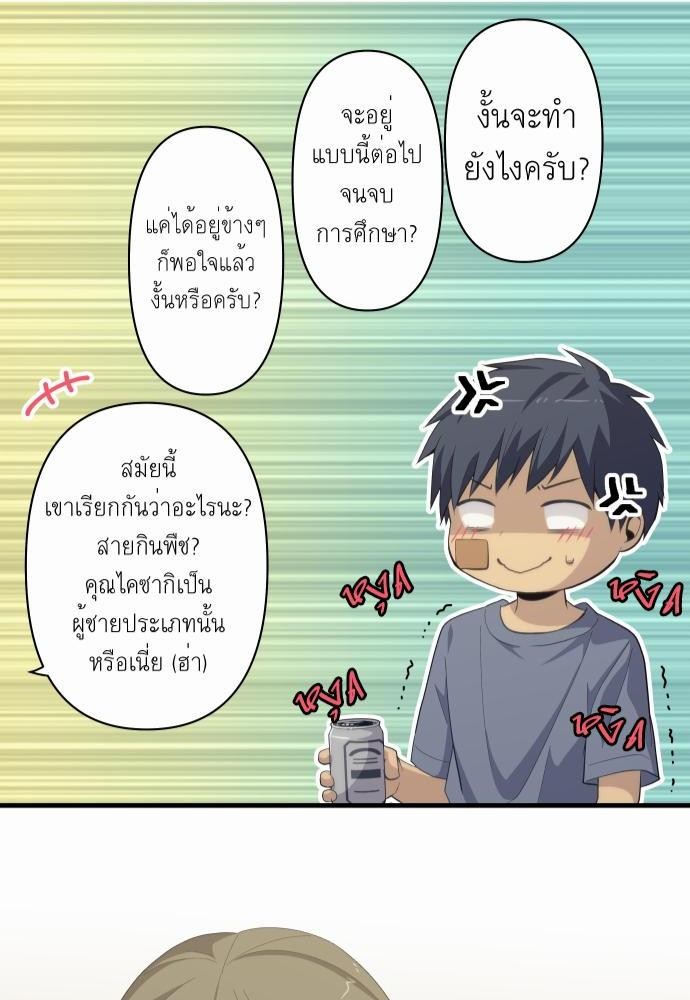 งั้นจะทำ
ยังไงครับ?
จะอยู่
แบบนี้ต่อไป
จนจบ
การศึกษา?
แค่ได้อยู่ข้างๆ
ก็พอใจแล้ว
งั้นหรือครับ?
สมัยนี้
เขาเรียกกันว่าอะไรนะ?
สายกินพืช?
คุณไคซากิเป็น
ผู้ชายประเภทนั้น
หรือเนี่ย (ฮ่า)
หงุด
หงิด
หงุด
หงิด